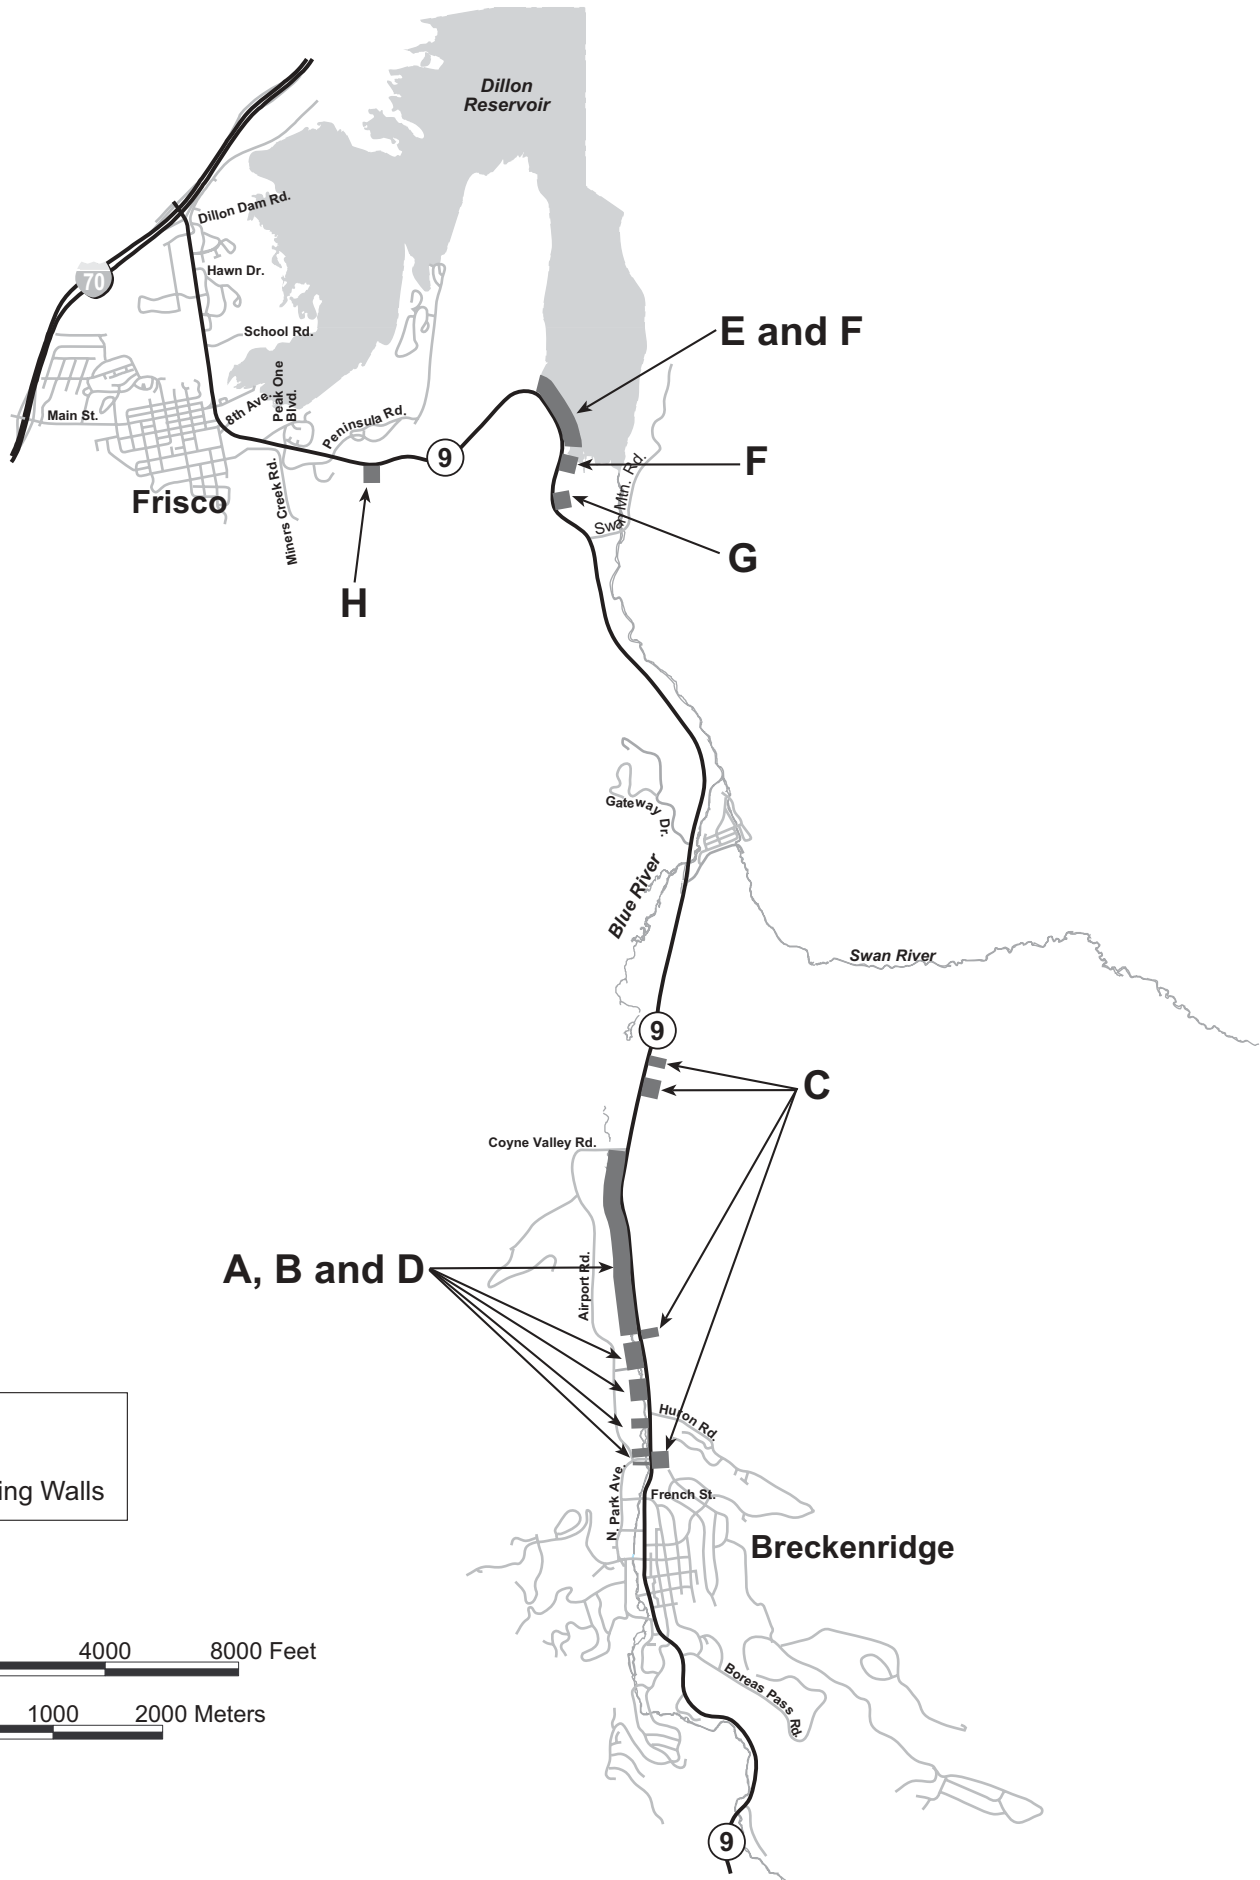 Dillon
Reservoir
Dillon Dam Rd.
70
Hawn Dr.
School Rd.
E and F
Peak One
Blvd.
8th Ave.
Main St.
Peninsula Rd.
9
F
Swan Mtn. Rd.
Frisco
Miners Creek Rd.
G
H
Gateway Dr.
Blue River
Swan River
9
C
Coyne Valley Rd.
A, B and D
Airport Rd.
Huron Rd.
ing Walls
N. Park Ave.
French St.
Breckenridge
4000 8000 Feet
Boreas Pass Rd.
1000 2000 Meters
9